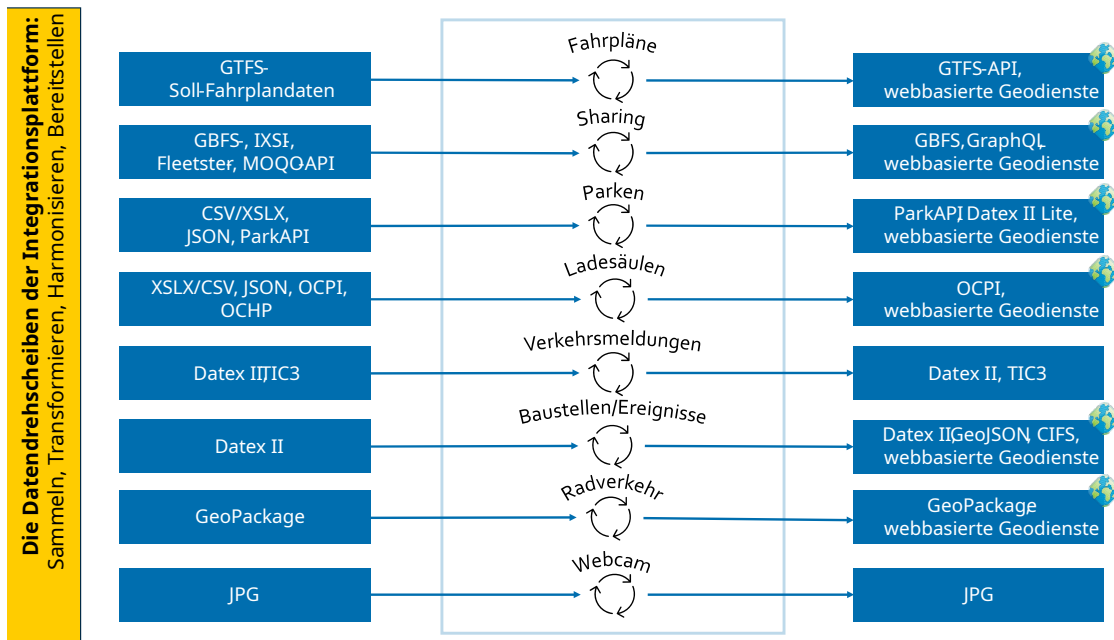 Die Datendrehscheiben der Integrationsplattform:
Sammeln, Transformieren, Harmonisieren, Bereitstellen
Fahrpläne
GTFS-
Soll-Fahrplandaten
GTFS-API,
webbasierte Geodienste
Sharing
GBFS-, IXSI-,
Fleetster, MOQO-API
GBFS, GraphQL,
webbasierte Geodienste
Parken
CSV/XSLX,
JSON, ParkAPI
ParkAPI, Datex II Lite,
webbasierte Geodienste
Ladesäulen
XSLX/CSV, JSON, OCPI,
OCHP
OCPI,
webbasierte Geodienste
Verkehrsmeldungen
Datex II, TIC3
Datex II, TIC3
Baustellen/Ereignisse
Datex II
Datex II, GeoJSON, CIFS,
webbasierte Geodienste
Radverkehr
GeoPackage
GeoPackage,
webbasierte Geodienste
Webcam
JPG
JPG